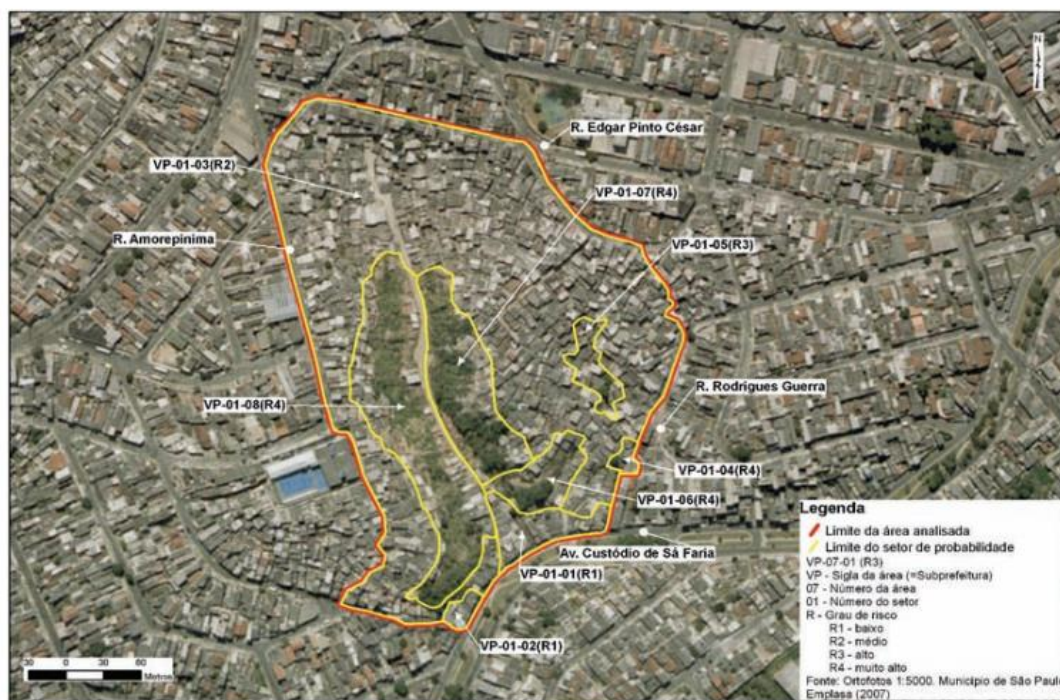 N
R. Edgar Pinto César
VP-01-03(R2)
VP-01-07(R4)
R. Amorepinima
VP-01-05(R3)
R. Rodrigues Guerra
VP-01-08(R4)
VP-01-04(R4)
VP-01-06(R4)
Av. Custódio de Sá Faria
VP-01-01(R1)
VP-01-02(R1)
30 0 30 60
Metros
Legenda
Limite da área analisada
Limite do setor de probabilidade
VP-07-01 (R3)
VP - Sigla da área (=Subprefeitura)
07 - Número da área
01 - Número do setor
R - Grau de risco
R1 - baixo
R2 - médio
R3 - alto
R4 - muito alto
Fonte: Ortofotos 1:5000. Município de São Paul
Emplasa (2007)